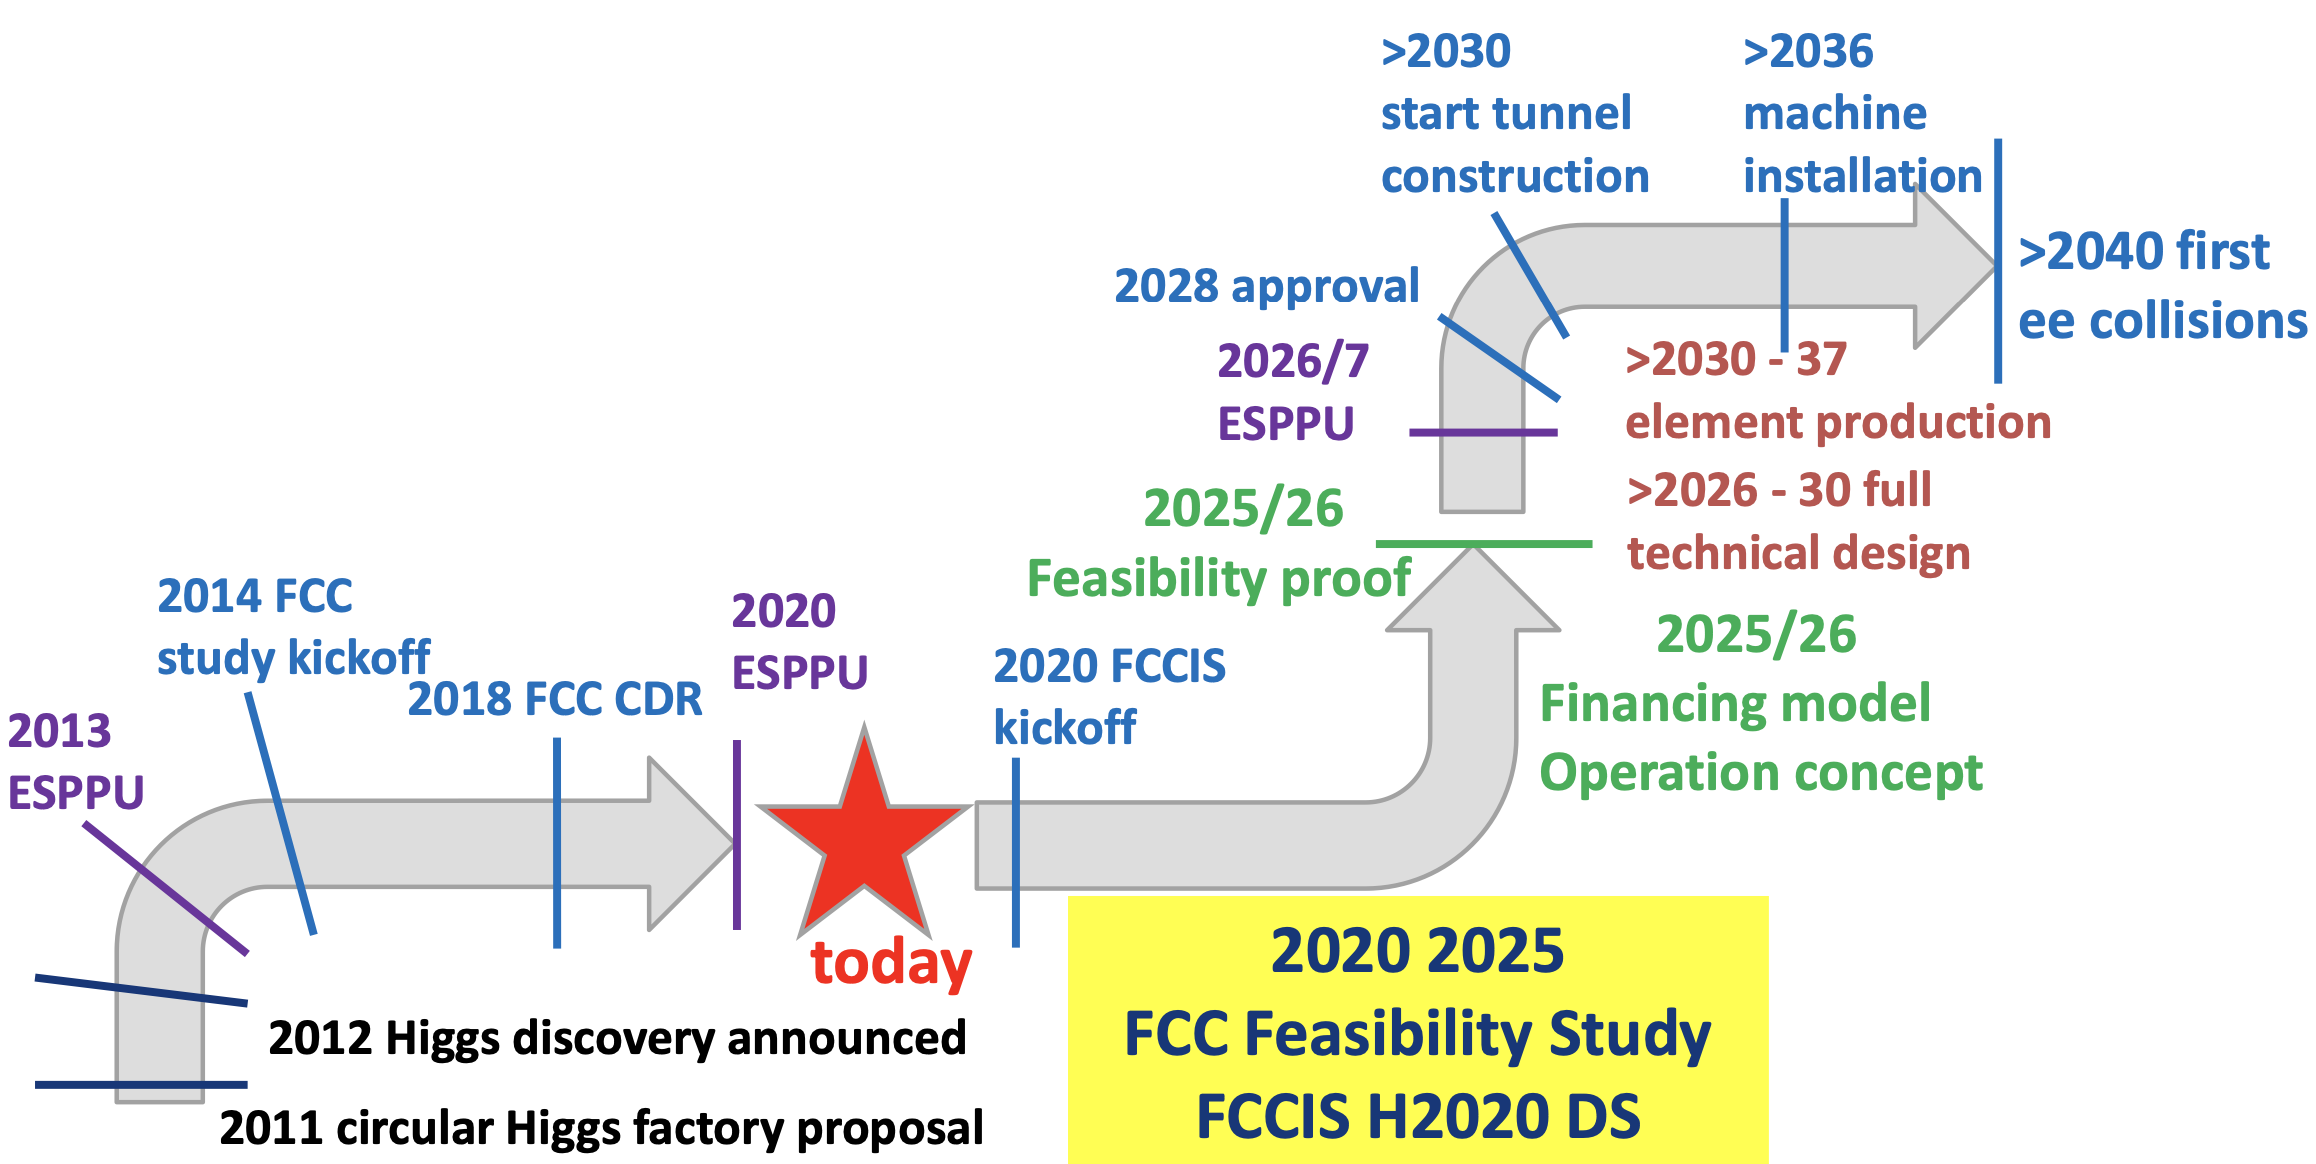 >2030
start tunnel
construction
>2036
machine
installation
>2040 first
ee collisions
2028 approval
2026/7
ESPPU
>2030 - 37
element production
>2026 - 30 full
technical design
2025/26
Feasibility proof
2025/26
Financing model
Operation concept
2014 FCC
study kickoff
2013
ESPPU
2018 FCC CDR
2020
ESPPU
2020 FCCIS
kickoff
today
2012 Higgs discovery announced
2011 circular Higgs factory proposal
2020 2025
FCC Feasibility Study
FCCIS H2020 DS